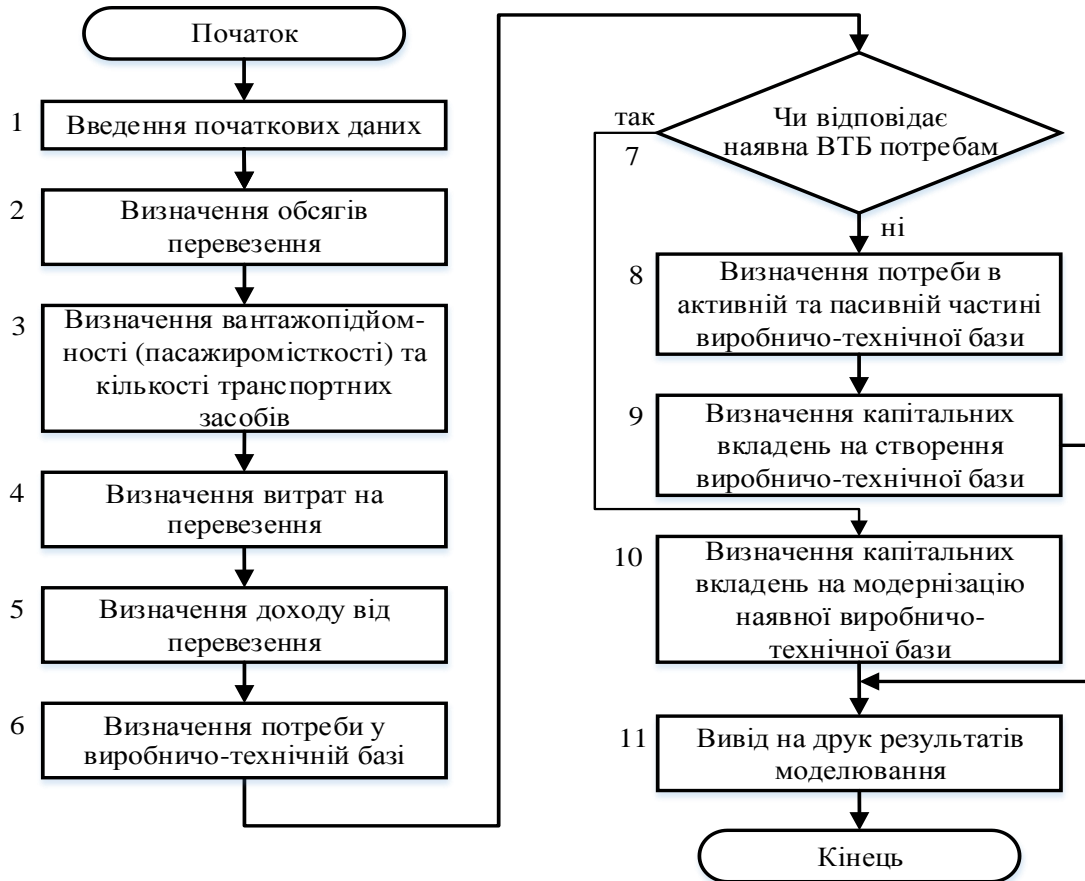 Початок
1
Введення початкових даних
2
Визначення обсягів
перевезення
3
Визначення вантажопідйом-
ності (пасажиромісткості) та
кількості транспортних
засобів
4
Визначення витрат на
перевезення
5
Визначення доходу від
перевезення
6
Визначення потреби у
виробничо-технічній базі
так
7
Чи відповідає
наявна ВТБ потребам
ні
8
Визначення потреби в
активній та пасивній частині
виробничо-технічної бази
9
Визначення капітальних
вкладень на створення
виробничо-технічної бази
10
Визначення капітальних
вкладень на модернізацію
наявної виробничо-
технічної бази
11
Вивід на друк результатів
моделювання
Кінець